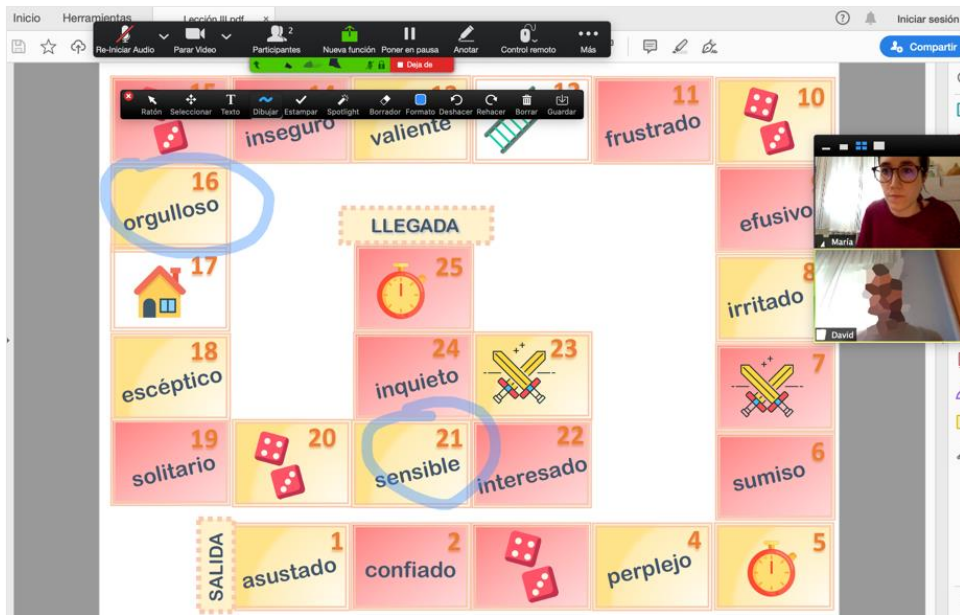 Inicio Herramientas Lección III.pdf ×
Iniciar sesión
Re-Iniciar Audio Parar Video Participantes 2 Nueva función Poner en pausa Anotar Control remoto Más
Compartir
Deja de
Ratón Seleccionar Texto Dibujar Estampar Spotlight Borrador Formato Deshacer Rehacer Borrar Guardar
inseguro
valiente
11
frustrado
10
16
orgulloso
efusivo
María
LLEGADA
17
25
8
irritado
David
18
escéptico
24
inquieto
23
7
19
solitario
20
21
sensible
22
interesado
6
sumiso
SALIDA
1
asustado
2
confiado
4
perplejo
5